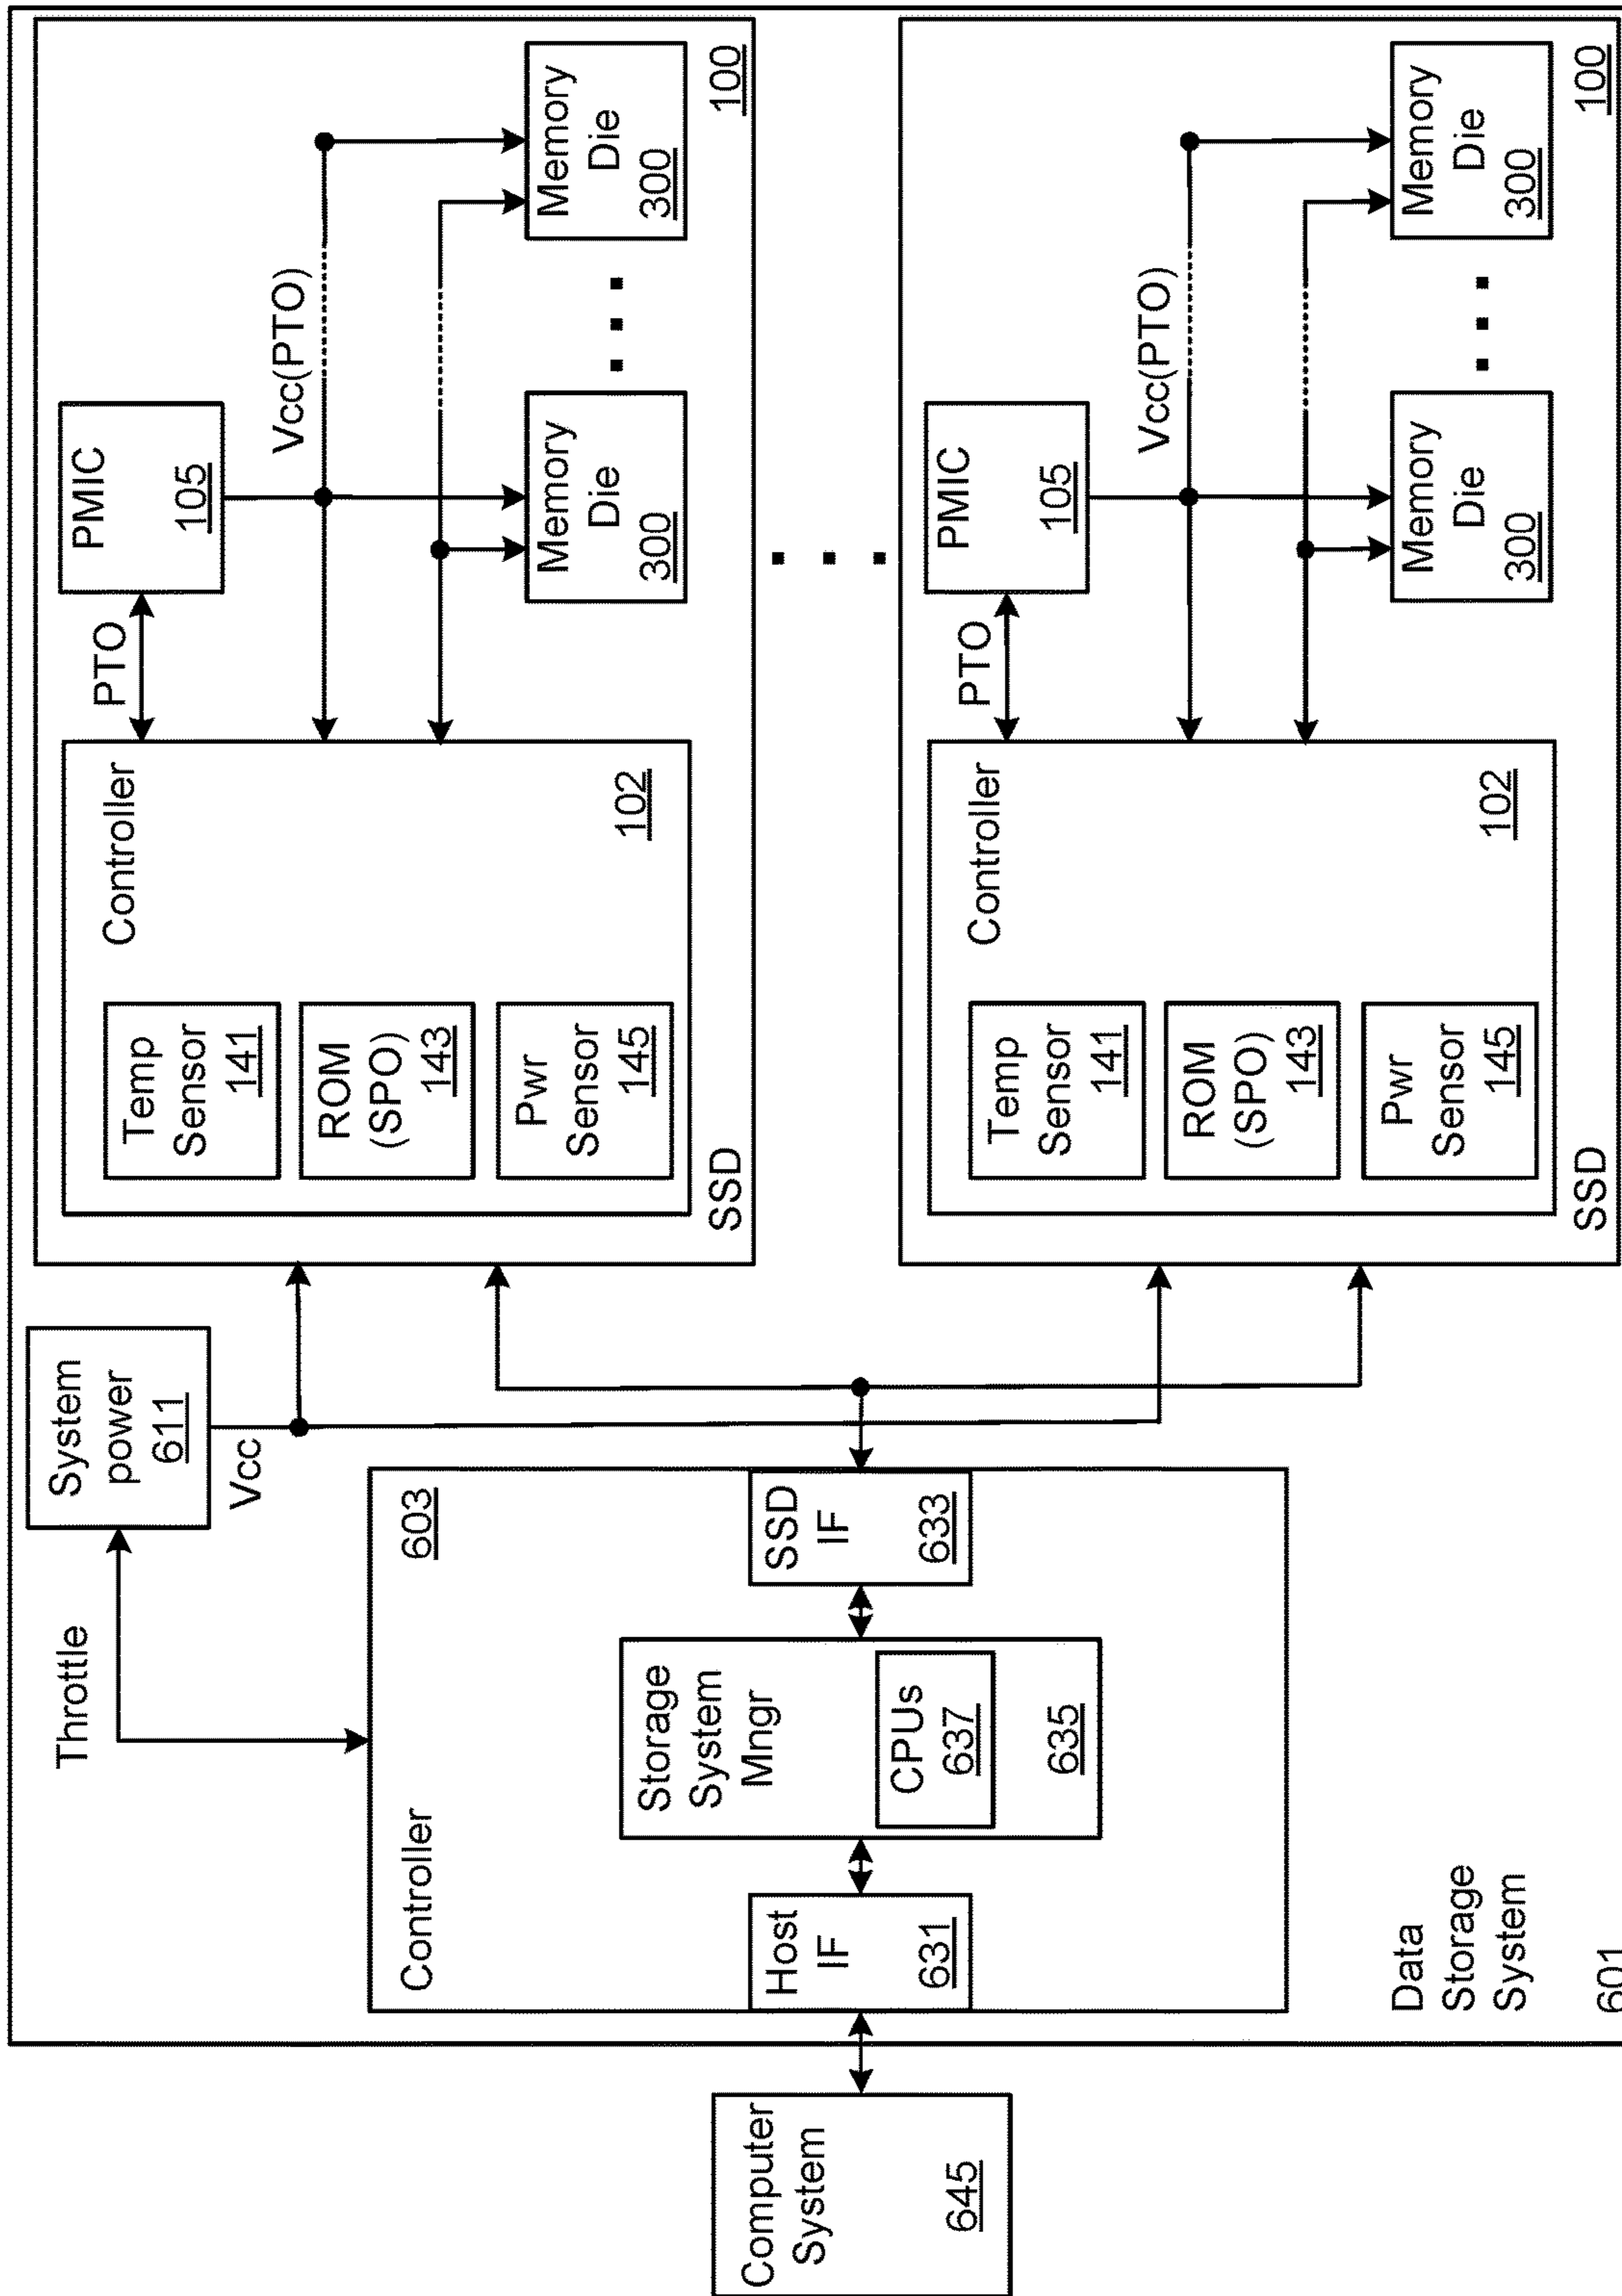 Computer
System
645
Data
Storage
System
601
Controller
603
Host
IF
631
Storage
System
Mngr
CPUs
637
635
SSD
IF
633
Throttle
System
power
611
Vcc
SSD
100
Controller
102
Temp
Sensor
141
ROM
(SPO)
143
Pwr
Sensor
145
PTO
PMIC
105
Vcc(PTO)
Memory
Die
300
Memory
Die
300
SSD
100
Controller
102
Temp
Sensor
141
ROM
(SPO)
143
Pwr
Sensor
145
PTO
PMIC
105
Vcc(PTO)
Memory
Die
300
Memory
Die
300